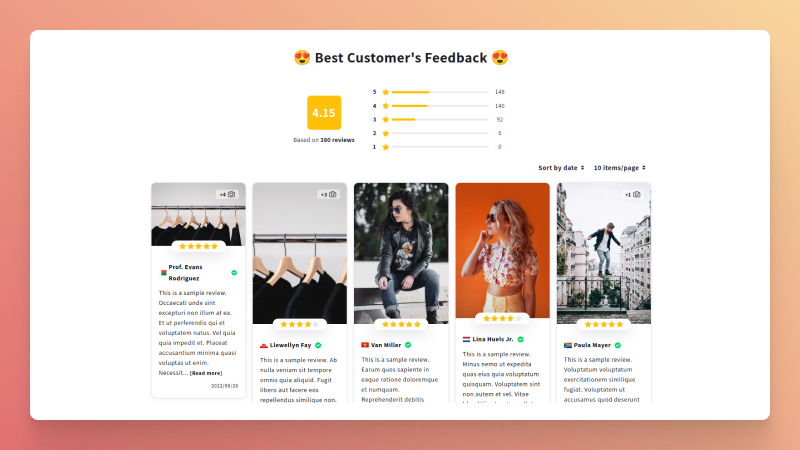 😍 Best Customer's Feedback 😍
4.15
Based on 380 reviews
5 148
4 140
3 92
2 0
1 0
Sort by date
10 items/page
+4
Prof. Evans
Rodriguez
This is a sample review.
Occaecati unde sint
excepturi non illum at ea.
Et ut perferendis qui et
voluptatem natus. Vel quia
quia impedit et. Placeat
accusantium minima quasi
voluptas ut enim.
Necessit... (Read more)
2022/08/28
+3
Llewellyn Fay
This is a sample review. Ab
nulla veniam sit tempore
omnis quia aliquid. Fugit
libero aut facere eos
repellendus similique non.
Van Miller
This is a sample review.
Earum quos sapiente in
eaque ratione doloremque
et numquam.
Reprehenderit debitis
Lina Huels Jr.
This is a sample review.
Minus nemo ut expedita
quas eius quia voluptatum
quisquam. Voluptatem sint
non autem et vel. Vitae
+1
Paula Mayer
This is a sample review.
Voluptatum voluptatum
exercitationem similique
fugiat. Voluptatum ut
accusamus quod deserunt